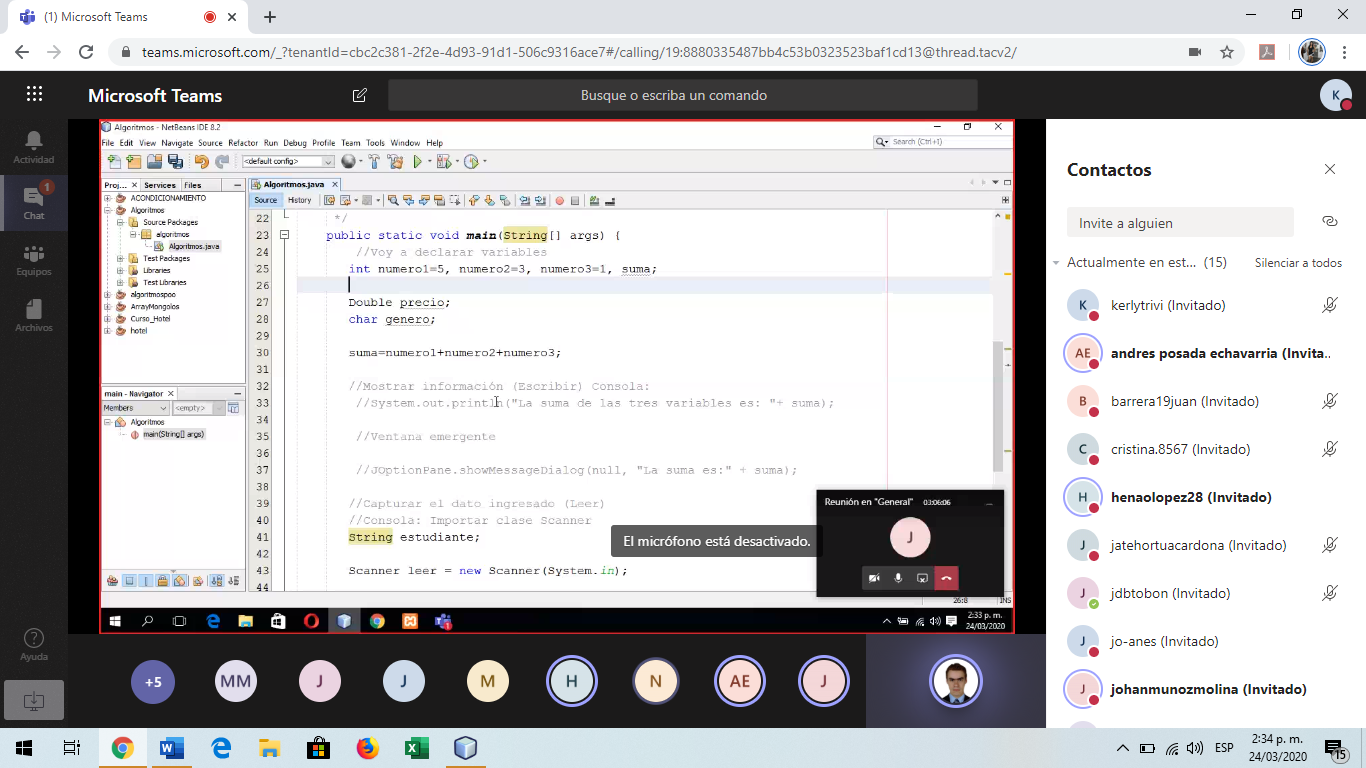 (1) Microsoft Teams
teams.microsoft.com/_?tenantId=cbc2c381-2f2e-4d93-91d1-506c9316ace7#/calling/19:8880335487bb4c53b0323523baf1cd13@thread.tacv2/
Microsoft Teams
Busque o escriba un comando
K
Actividad
1
Chat
Equipos
Archivos
Ayuda
Algoritmos - NetBeans IDE 8.2
File Edit View Navigate Source Refactor Run Debug Profile Team Tools Window Help
Search (Ctrl+I)
<default config>
Proj... Services Files
ACONDICIONAMIENTO
Algoritmos
Source Packages
algoritmos
Algoritmos.java
Test Packages
Libraries
Test Libraries
algoritmospoo
ArrayMongolos
Curso_Hotel
hotel
main - Navigator
Members <empty>
Algoritmos
main(String[] args)
Algoritmos.java
Source History
22 */
23 public static void main(String[] args) {
24 //Voy a declarar variables
25 int numero1=5, numero2=3, numero3=1, suma;
26
27 Double precio;
28 char genero;
29
30 suma=numero1+numero2+numero3;
31
32 //Mostrar información (Escribir) Consola:
33 //System.out.println("La suma de las tres variables es: "+ suma);
34
35 //Ventana emergente
36
37 //JOptionPane.showMessageDialog(null, "La suma es:" + suma);
38
39 //Capturar el dato ingresado (Leer)
40 //Consola: Importar clase Scanner
41 String estudiante;
42
43 Scanner leer = new Scanner(System.in);
44
26:8 INS
El micrófono está desactivado.
Reunión en "General" 03:06:06
J
2:33 p. m.
24/03/2020
+5 MM J J M H N AE J
Contactos
Invite a alguien
Actualmente en est... (15) Silenciar a todos
K kerlytrivi (Invitado)
AE andres posada echavarria (Invita..
B barrera19juan (Invitado)
C cristina.8567 (Invitado)
H henaolopez28 (Invitado)
J jatehortuacardona (Invitado)
J jdbtobon (Invitado)
J jo-anes (Invitado)
J johanmunozmolina (Invitado)
ESP
2:34 p. m.
24/03/2020
15